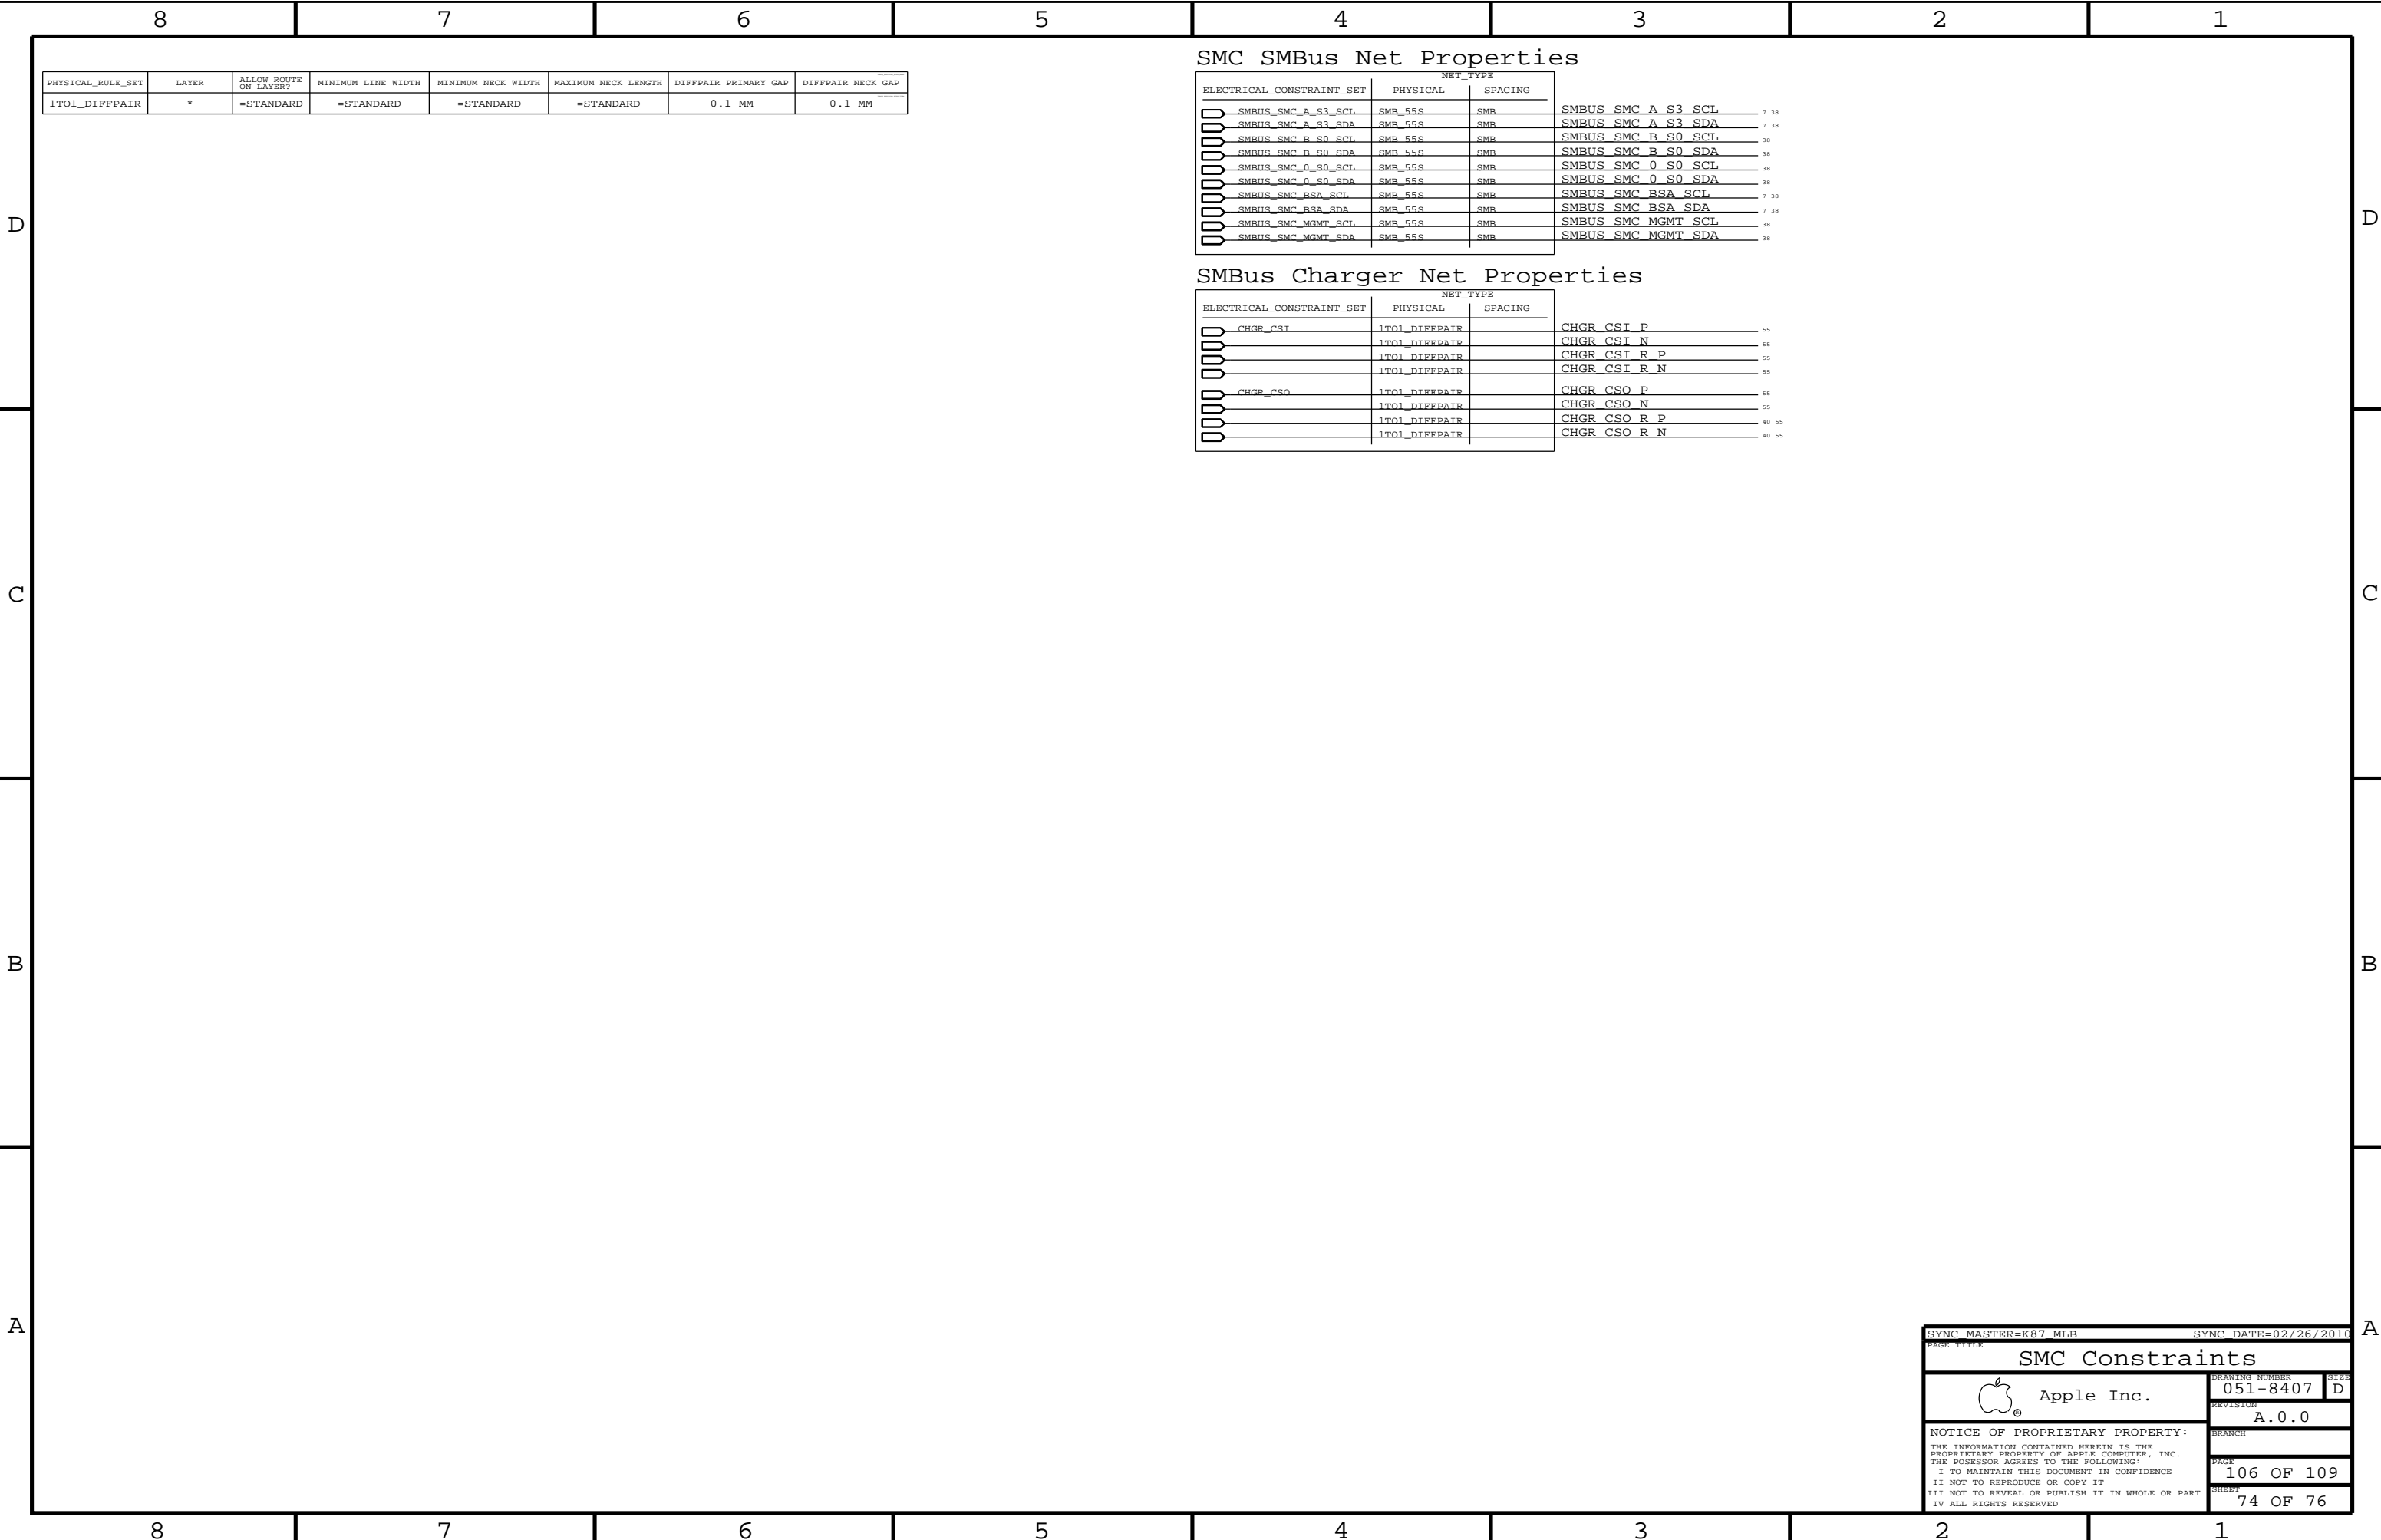 8 7 6 5 4 3 2 1
PHYSICAL_RULE_SET LAYER ALLOW ROUTE ON LAYER? MINIMUM LINE WIDTH MINIMUM NECK WIDTH MAXIMUM NECK LENGTH DIFFPAIR PRIMARY GAP DIFFPAIR NECK GAP
1TO1_DIFFPAIR * =STANDARD =STANDARD =STANDARD =STANDARD 0.1 MM 0.1 MM
SMC SMBus Net Properties
NET_TYPE
ELECTRICAL_CONSTRAINT_SET PHYSICAL SPACING
SMBUS_SMC_A_S3_SCL SMB_55S SMB SMBUS_SMC_A_S3_SCL 7 38
SMBUS_SMC_A_S3_SDA SMB_55S SMB SMBUS_SMC_A_S3_SDA 7 38
SMBUS_SMC_B_S0_SCL SMB_55S SMB SMBUS_SMC_B_S0_SCL 38
SMBUS_SMC_B_S0_SDA SMB_55S SMB SMBUS_SMC_B_S0_SDA 38
SMBUS_SMC_0_S0_SCL SMB_55S SMB SMBUS_SMC_0_S0_SCL 38
SMBUS_SMC_0_S0_SDA SMB_55S SMB SMBUS_SMC_0_S0_SDA 38
SMBUS_SMC_BSA_SCL SMB_55S SMB SMBUS_SMC_BSA_SCL 7 38
SMBUS_SMC_BSA_SDA SMB_55S SMB SMBUS_SMC_BSA_SDA 7 38
SMBUS_SMC_MGMT_SCL SMB_55S SMB SMBUS_SMC_MGMT_SCL 38
SMBUS_SMC_MGMT_SDA SMB_55S SMB SMBUS_SMC_MGMT_SDA 38
D D
SMBus Charger Net Properties
NET_TYPE
ELECTRICAL_CONSTRAINT_SET PHYSICAL SPACING
CHGR_CSI 1TO1_DIFFPAIR CHGR_CSI_P 55
1TO1_DIFFPAIR CHGR_CSI_N 55
1TO1_DIFFPAIR CHGR_CSI_R_P 55
1TO1_DIFFPAIR CHGR_CSI_R_N 55
CHGR_CSO 1TO1_DIFFPAIR CHGR_CSO_P 55
1TO1_DIFFPAIR CHGR_CSO_N 55
1TO1_DIFFPAIR CHGR_CSO_R_P 40 55
1TO1_DIFFPAIR CHGR_CSO_R_N 40 55
C C
B B
A A
SYNC_MASTER=K87_MLB SYNC_DATE=02/26/2010
PAGE TITLE
SMC Constraints
Apple Inc.
®
DRAWING NUMBER
051-8407
SIZE
D
REVISION
A.0.0
NOTICE OF PROPRIETARY PROPERTY:
THE INFORMATION CONTAINED HEREIN IS THE
PROPRIETARY PROPERTY OF APPLE COMPUTER, INC.
THE POSESSOR AGREES TO THE FOLLOWING:
I TO MAINTAIN THIS DOCUMENT IN CONFIDENCE
II NOT TO REPRODUCE OR COPY IT
III NOT TO REVEAL OR PUBLISH IT IN WHOLE OR PART
IV ALL RIGHTS RESERVED
BRANCH
PAGE
106 OF 109
SHEET
74 OF 76
8 7 6 5 4 3 2 1